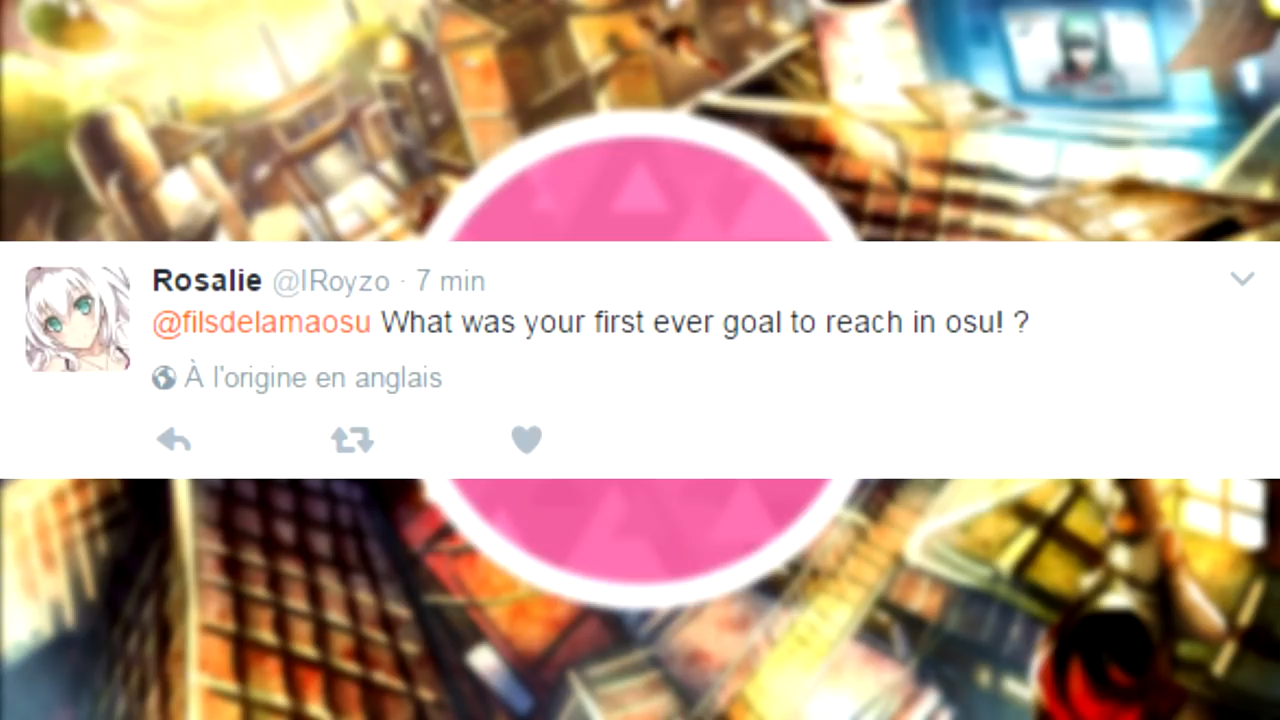 Rosalie @IRoyzo · 7 min
@filsdelamaosu What was your first ever goal to reach in osu! ?
À l'origine en anglais